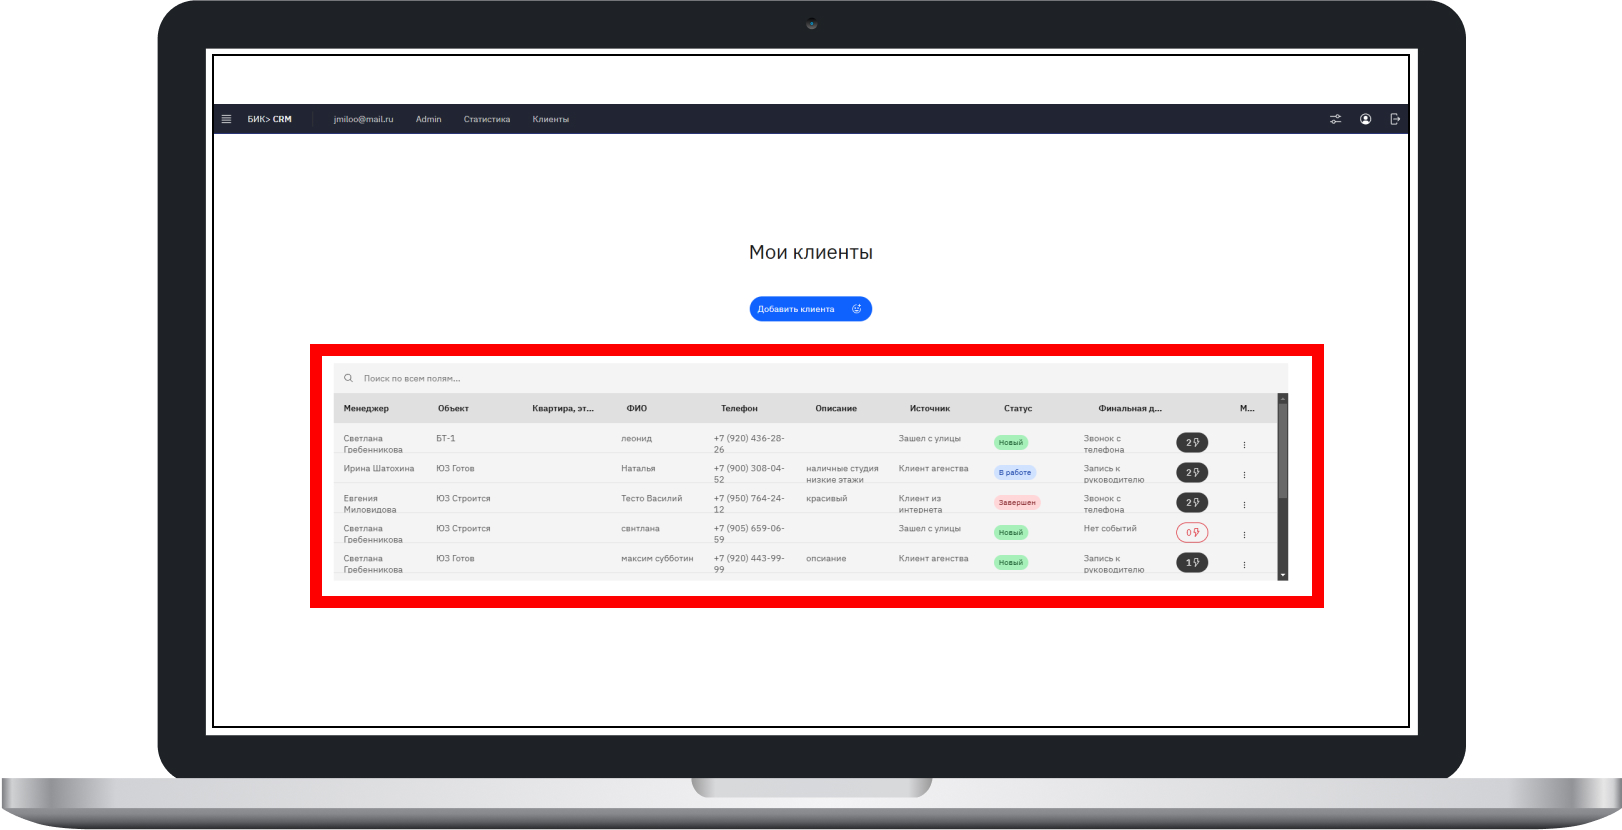 БИК> CRM jmiloo@mail.ru Admin Статистика Клиенты
Мои клиенты
Добавить клиента
Поиск по всем полям...
Менеджер Объект Квартира, эт... ФИО Телефон Описание Источник Статус Финальная д... М...
Светлана БТ-1 леонид +7 (920) 436-28- Зашел с улицы Новый Звонок с 2
Гребенникова 26 телефона
Ирина Шатохина ЮЗ Готов Наталья +7 (900) 308-04- наличные студия Клиент агенства В работе Запись к 2
52 низкие этажи руководителю
Евгения ЮЗ Строится Тесто Василий +7 (950) 764-24- красивый Клиент из Завершен Звонок с 2
Миловидова 12 интернета телефона
Светлана ЮЗ Строится свнтлана +7 (905) 659-06- Зашел с улицы Новый Нет событий 0
Гребенникова 59
Светлана ЮЗ Готов максим субботин +7 (920) 443-99- опсиание Клиент агенства Новый Запись к 1
Гребенникова 99 руководителю